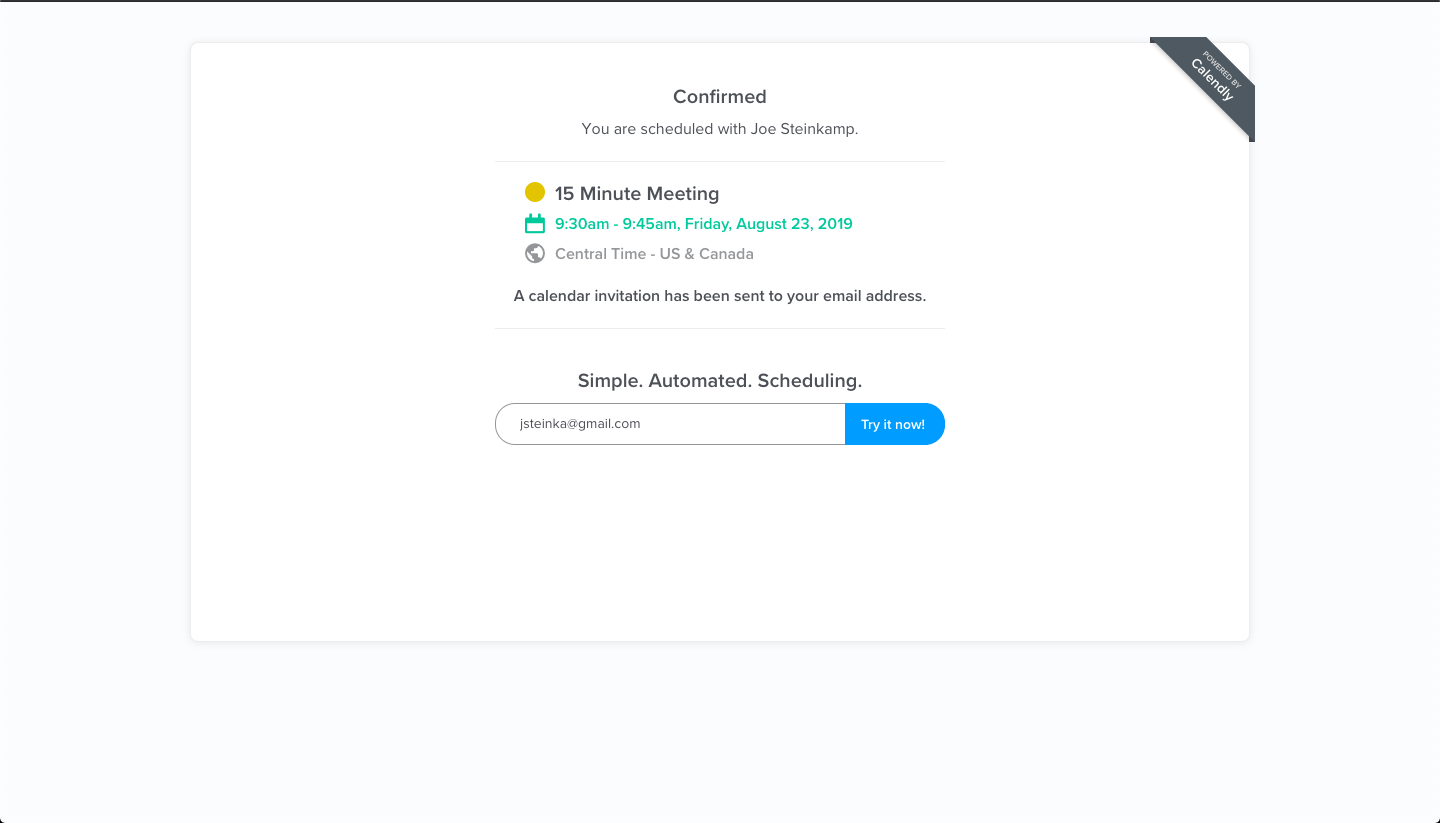 POWERED BY
Calendly
Confirmed
You are scheduled with Joe Steinkamp.
15 Minute Meeting
9:30am - 9:45am, Friday, August 23, 2019
Central Time - US & Canada
A calendar invitation has been sent to your email address.
Simple. Automated. Scheduling.
jsteinka@gmail.com
Try it now!